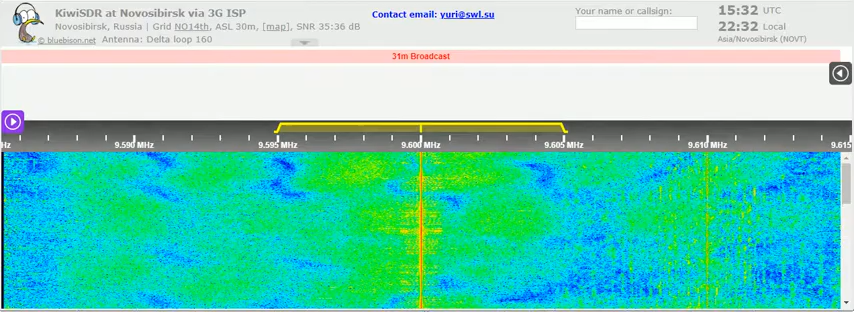 KiwiSDR at Novosibirsk via 3G ISP
Novosibirsk, Russia | Grid NO14th, ASL 30m, [map], SNR 35:36 dB
© bluebison.net Antenna: Delta loop 160
Contact email: yuri@swl.su
Your name or callsign:
15:32 UTC
22:32 Local
Asia/Novosibirsk (NOVT)
31m Broadcast
Hz 9.590 MHz 9.595 MHz 9.600 MHz 9.605 MHz 9.610 MHz 9.615